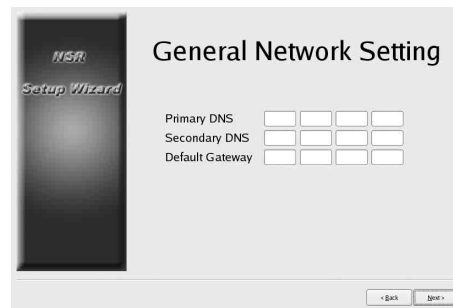 NSR
Setup Wizard
General Network Setting
Primary DNS
Secondary DNS
Default Gateway
< Back
Next >